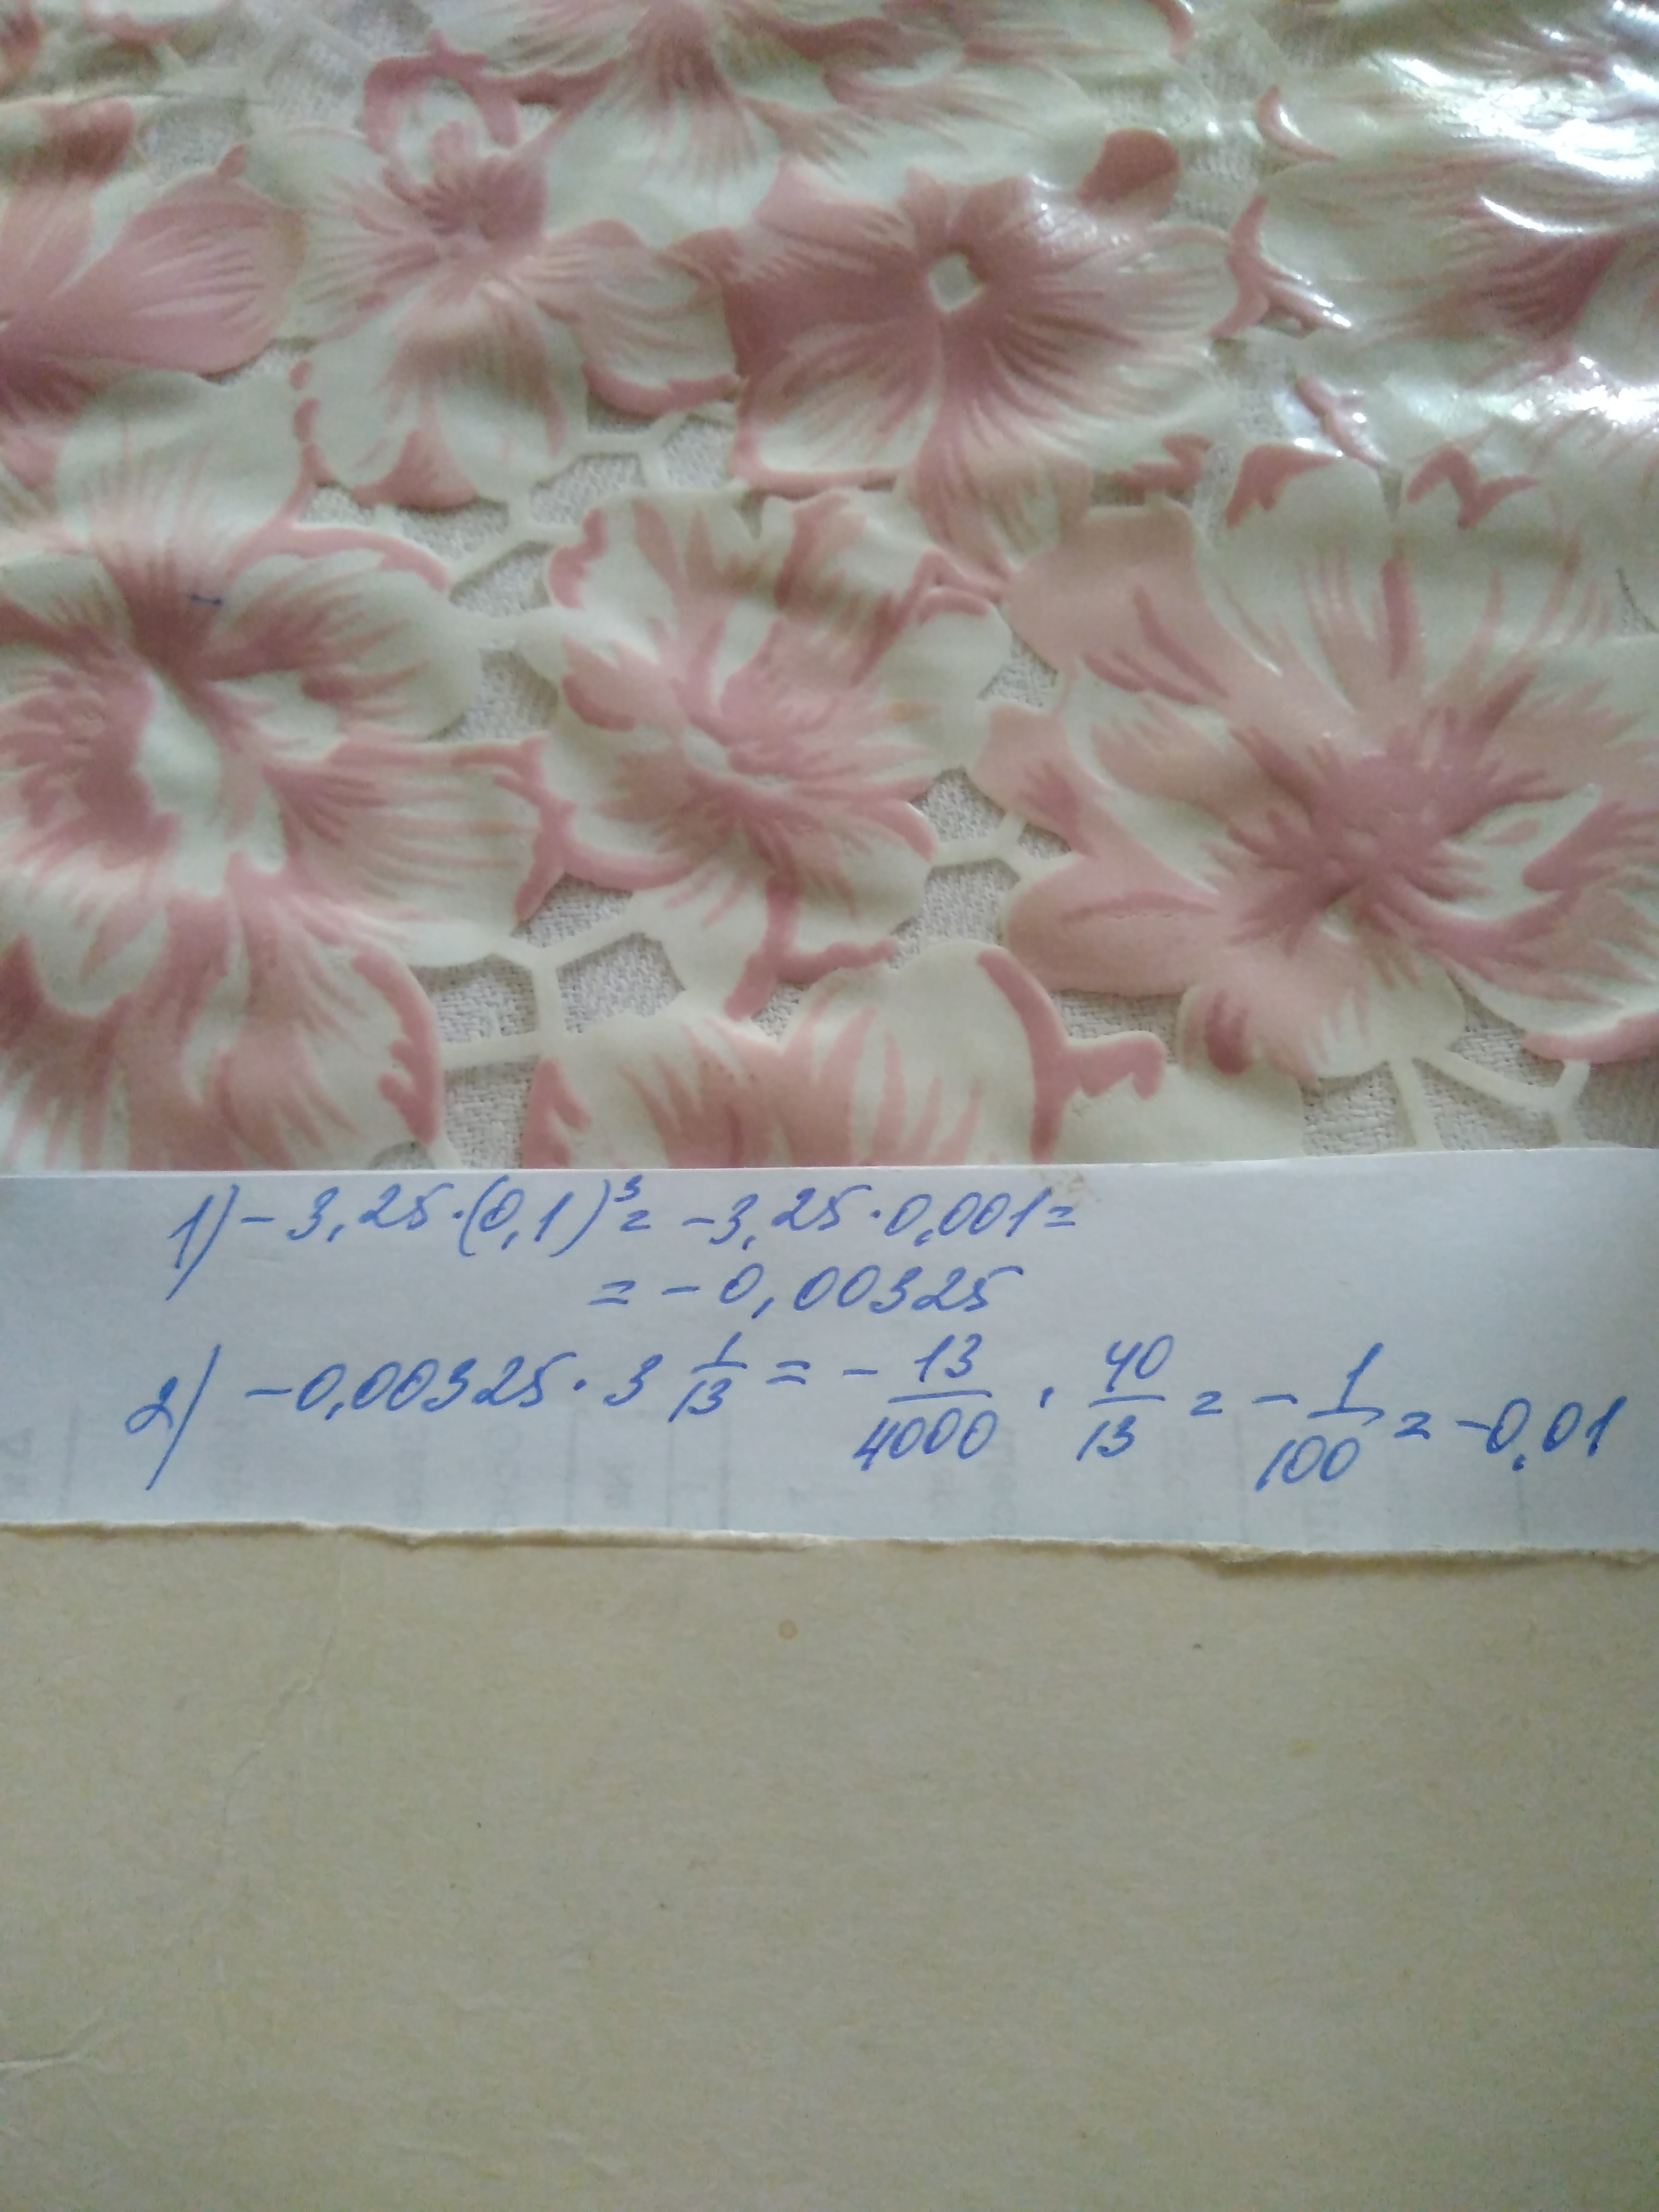 1) -3,25·(0,1)³= -3,25·0,001=
= -0,00325
2) -0,00325·3 1/13 = - 13/4000 · 40/13 = - 1/100 = -0,01